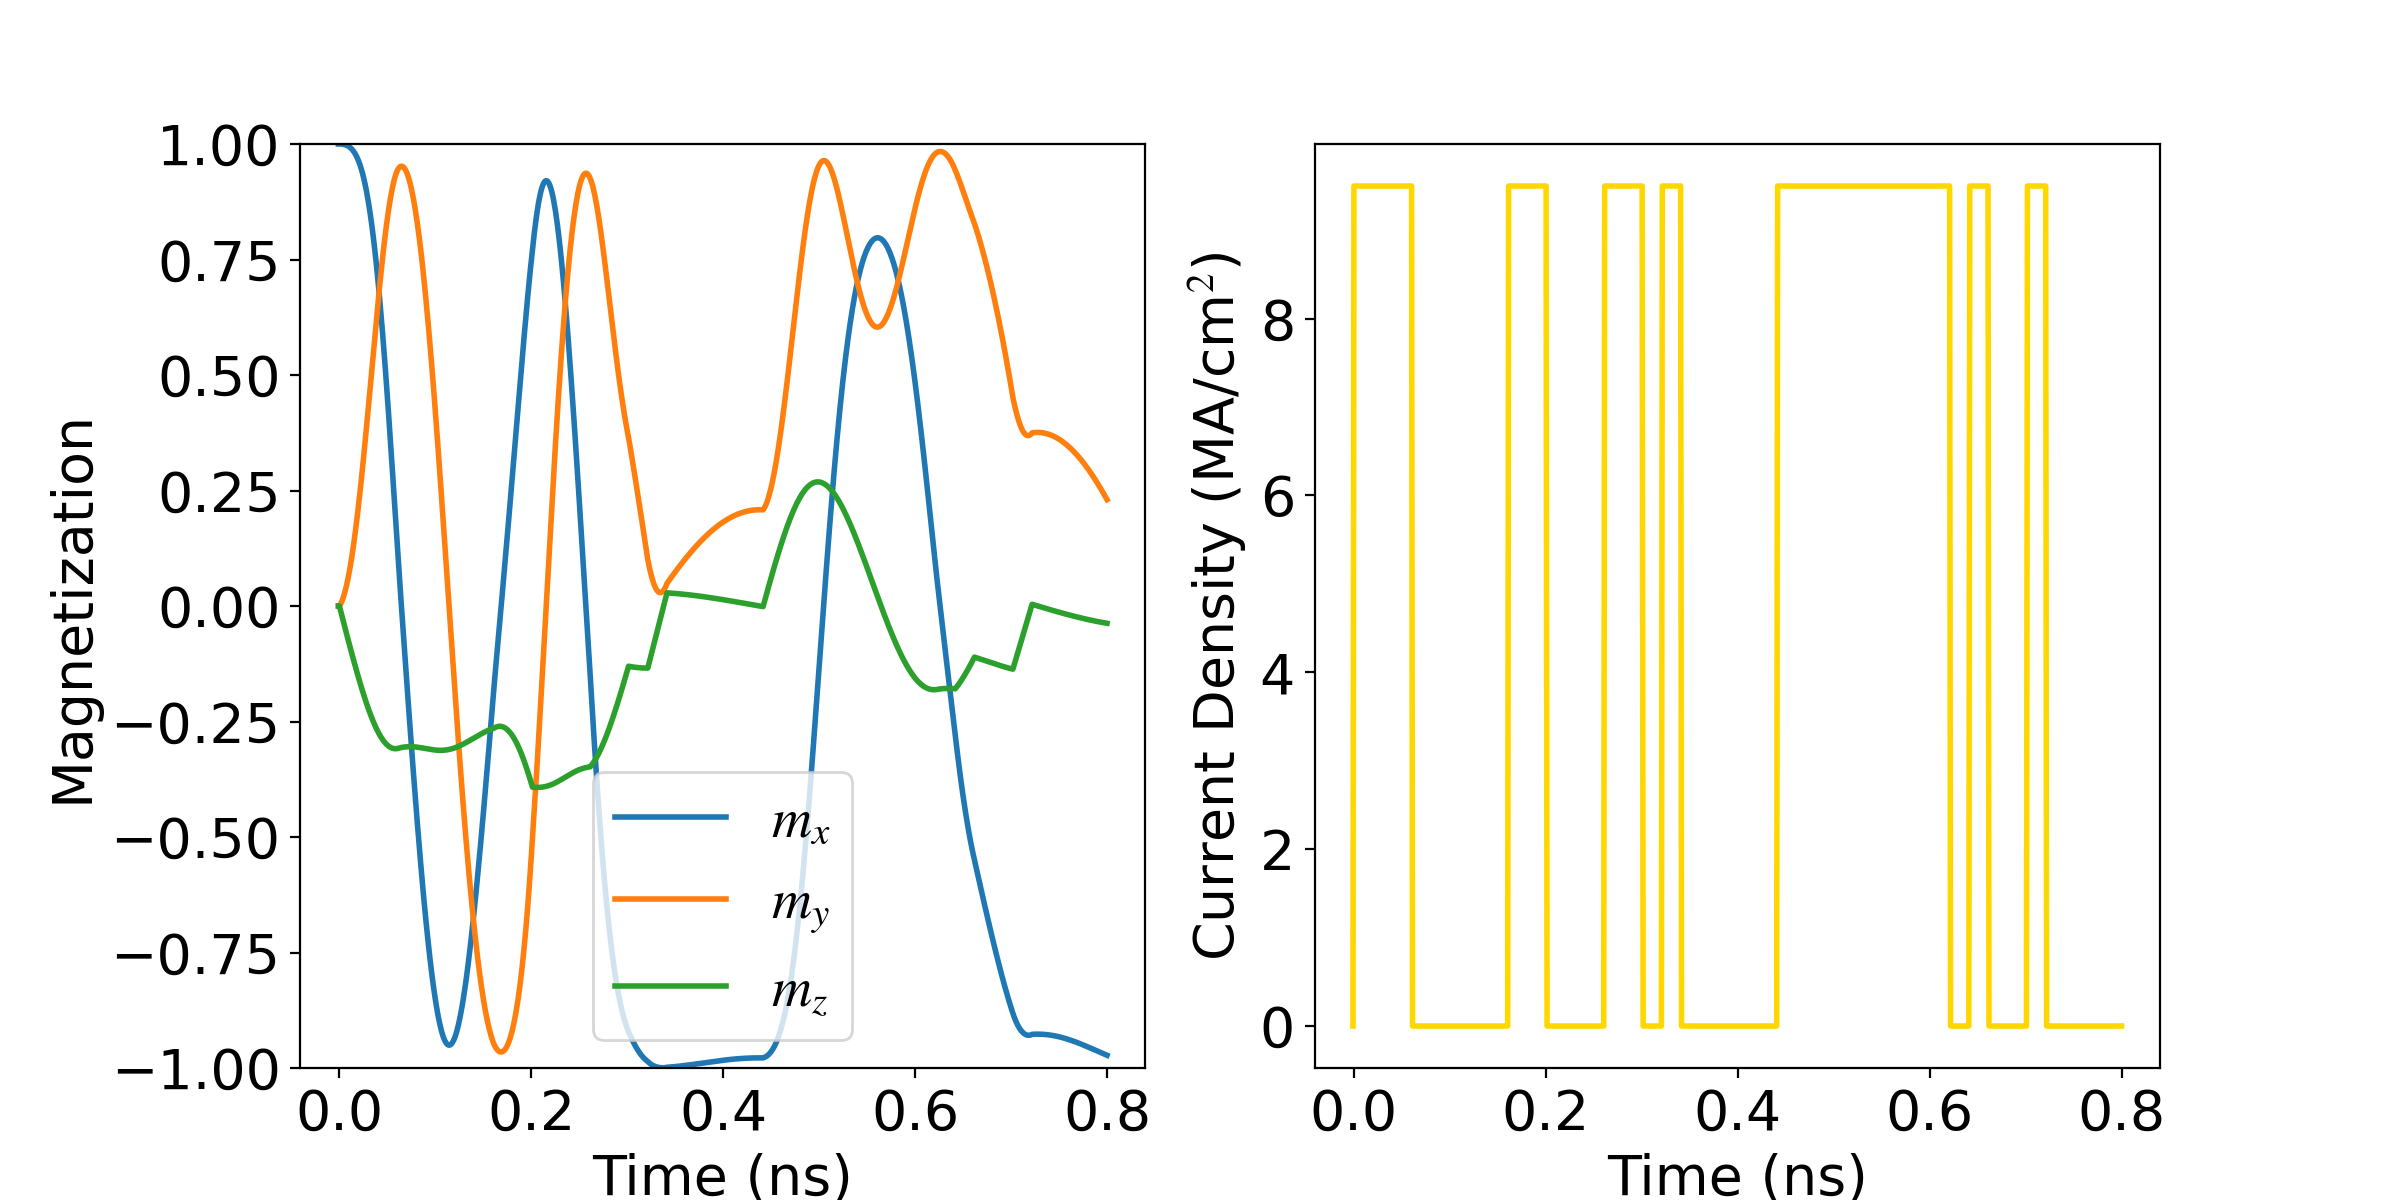 Magnetization
1.00
0.75
0.50
0.25
0.00
−0.25
−0.50
−0.75
−1.00
0.0 0.2 0.4 0.6 0.8
Time (ns)
m_x
m_y
m_z
Current Density (MA/cm²)
8
6
4
2
0
0.0 0.2 0.4 0.6 0.8
Time (ns)